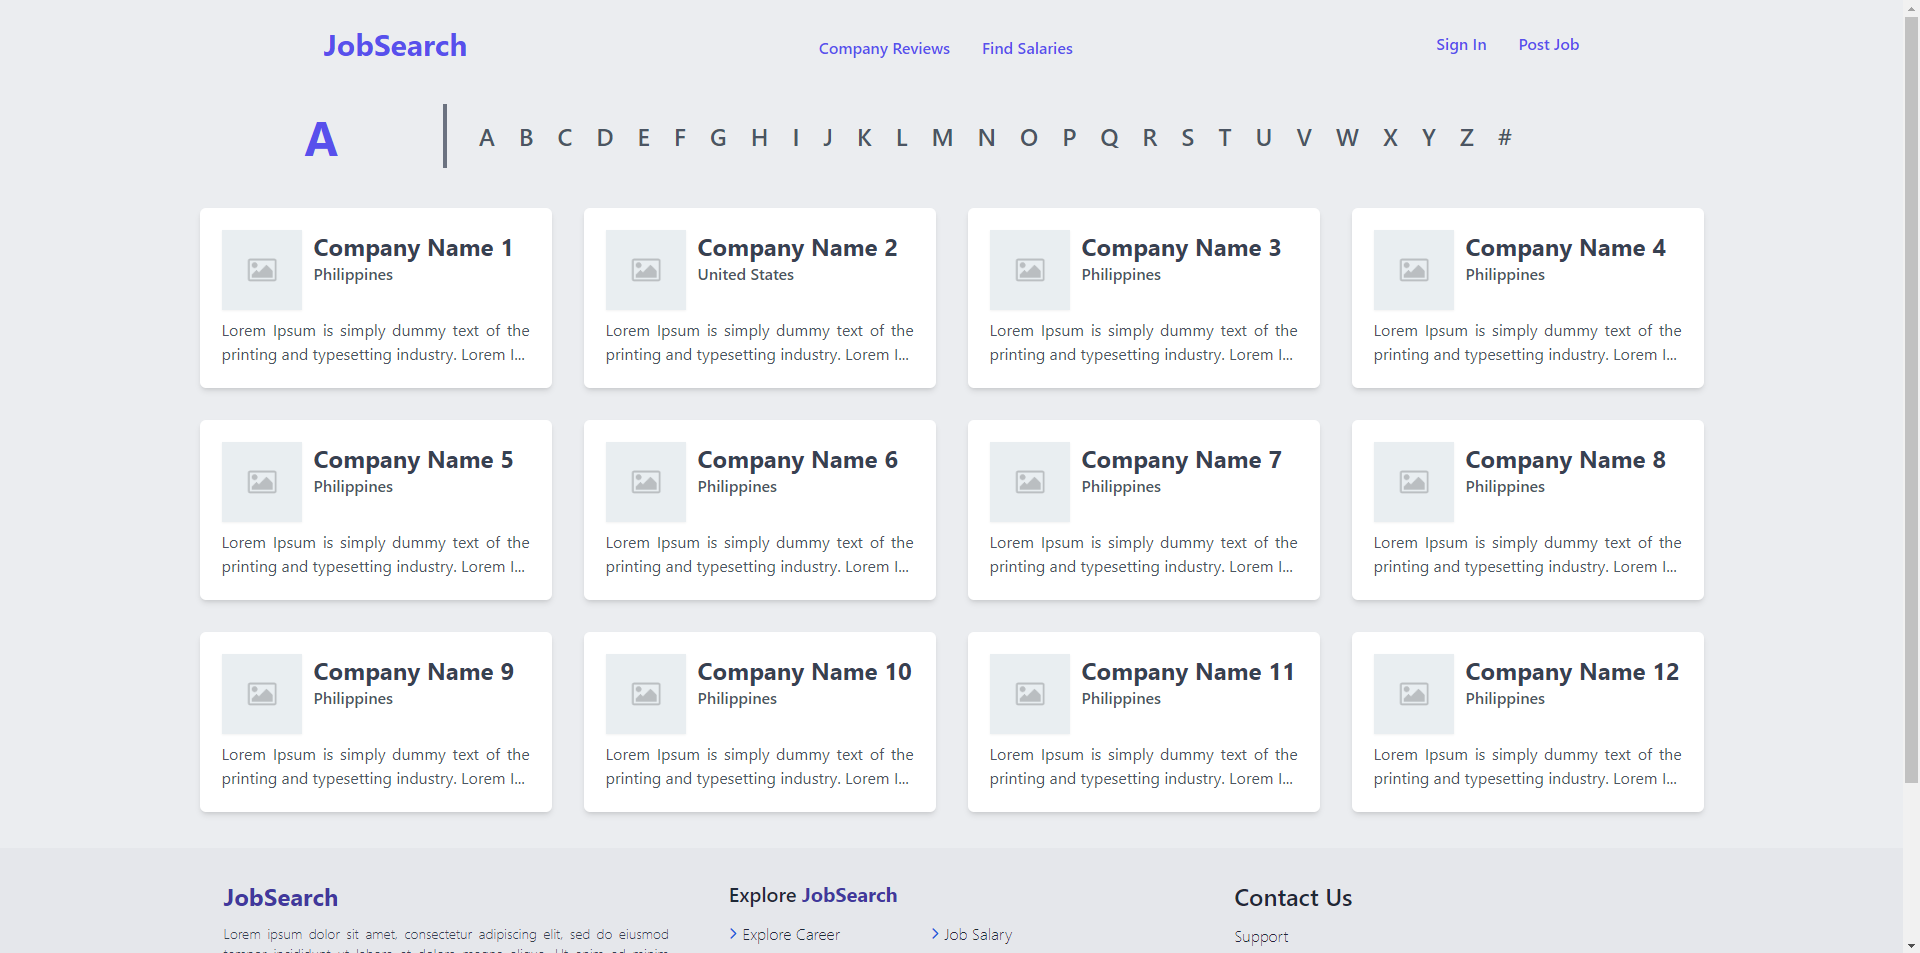 JobSearch
Company Reviews Find Salaries
Sign In Post Job
A
A B C D E F G H I J K L M N O P Q R S T U V W X Y Z #
Company Name 1
Philippines
Lorem Ipsum is simply dummy text of the
printing and typesetting industry. Lorem I...
Company Name 2
United States
Lorem Ipsum is simply dummy text of the
printing and typesetting industry. Lorem I...
Company Name 3
Philippines
Lorem Ipsum is simply dummy text of the
printing and typesetting industry. Lorem I...
Company Name 4
Philippines
Lorem Ipsum is simply dummy text of the
printing and typesetting industry. Lorem I...
Company Name 5
Philippines
Lorem Ipsum is simply dummy text of the
printing and typesetting industry. Lorem I...
Company Name 6
Philippines
Lorem Ipsum is simply dummy text of the
printing and typesetting industry. Lorem I...
Company Name 7
Philippines
Lorem Ipsum is simply dummy text of the
printing and typesetting industry. Lorem I...
Company Name 8
Philippines
Lorem Ipsum is simply dummy text of the
printing and typesetting industry. Lorem I...
Company Name 9
Philippines
Lorem Ipsum is simply dummy text of the
printing and typesetting industry. Lorem I...
Company Name 10
Philippines
Lorem Ipsum is simply dummy text of the
printing and typesetting industry. Lorem I...
Company Name 11
Philippines
Lorem Ipsum is simply dummy text of the
printing and typesetting industry. Lorem I...
Company Name 12
Philippines
Lorem Ipsum is simply dummy text of the
printing and typesetting industry. Lorem I...
JobSearch
Lorem ipsum dolor sit amet, consectetur adipiscing elit, sed do eiusmod
Explore JobSearch
Explore Career
Job Salary
Contact Us
Support